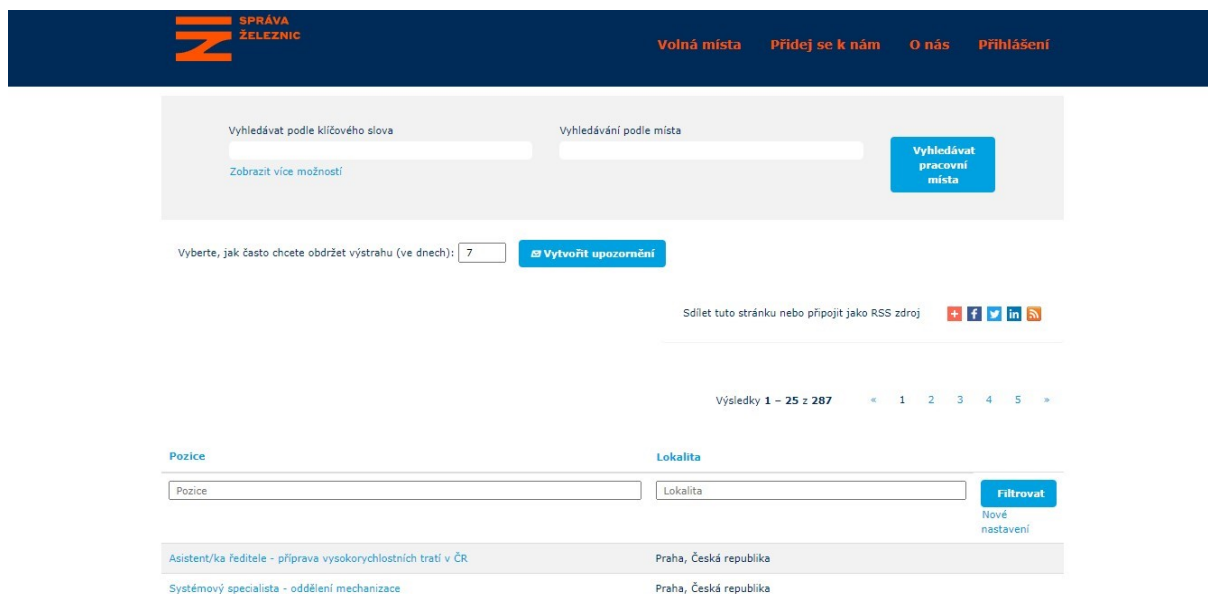 SPRÁVA
ŽELEZNIC
Volná místa Přidej se k nám O nás Přihlášení
Vyhledávat podle klíčového slova Vyhledávání podle místa
Vyhledávat
pracovní
místa
Zobrazit více možností
Vyberte, jak často chcete obdržet výstrahu (ve dnech): 7 Vytvořit upozornění
Sdílet tuto stránku nebo připojit jako RSS zdroj
Výsledky 1 – 25 z 287 « 1 2 3 4 5 »
Pozice Lokalita
Pozice Lokalita Filtrovat
Nové
nastavení
Asistent/ka ředitele - příprava vysokorychlostních tratí v ČR Praha, Česká republika
Systémový specialista - oddělení mechanizace Praha, Česká republika